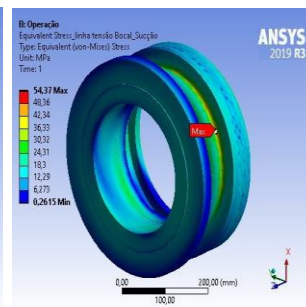 B: Operação
Equivalent Stress_linha tensão Bocal_Sucção
Type: Equivalent (von-Mises) Stress
Unit: MPa
Time: 1
ANSYS
2019 R3
54,37 Max
48,36
42,34
36,33
30,32
24,31
18,3
12,29
6,273
0,2615 Min
Max
0,00
200,00 (mm)
100,00
X
Z